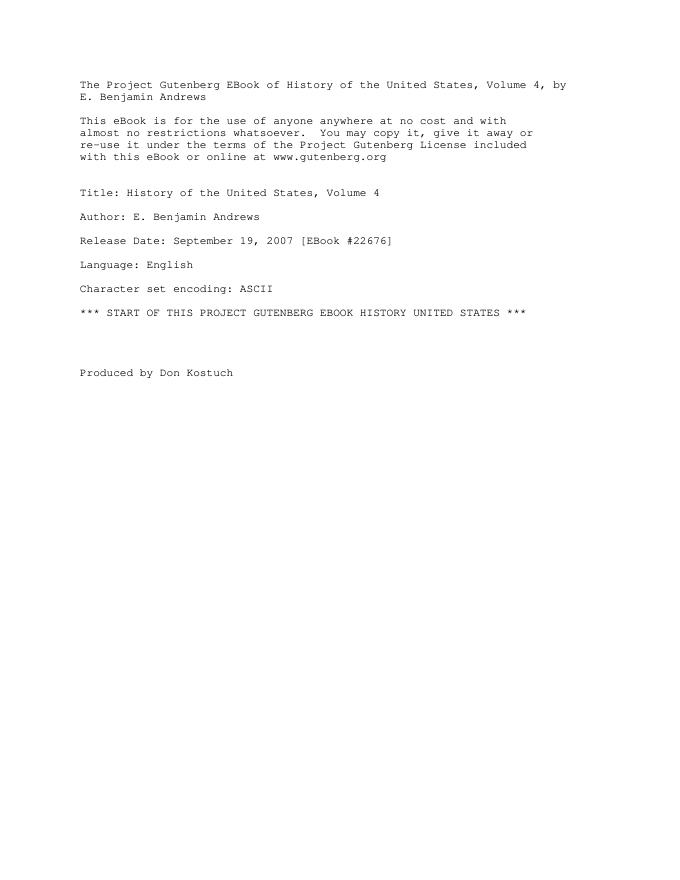 The Project Gutenberg EBook of History of the United States, Volume 4, by
E. Benjamin Andrews
This eBook is for the use of anyone anywhere at no cost and with
almost no restrictions whatsoever.  You may copy it, give it away or
re-use it under the terms of the Project Gutenberg License included
with this eBook or online at www.gutenberg.org
Title: History of the United States, Volume 4
Author: E. Benjamin Andrews
Release Date: September 19, 2007 [EBook #22676]
Language: English
Character set encoding: ASCII
*** START OF THIS PROJECT GUTENBERG EBOOK HISTORY UNITED STATES ***
Produced by Don Kostuch